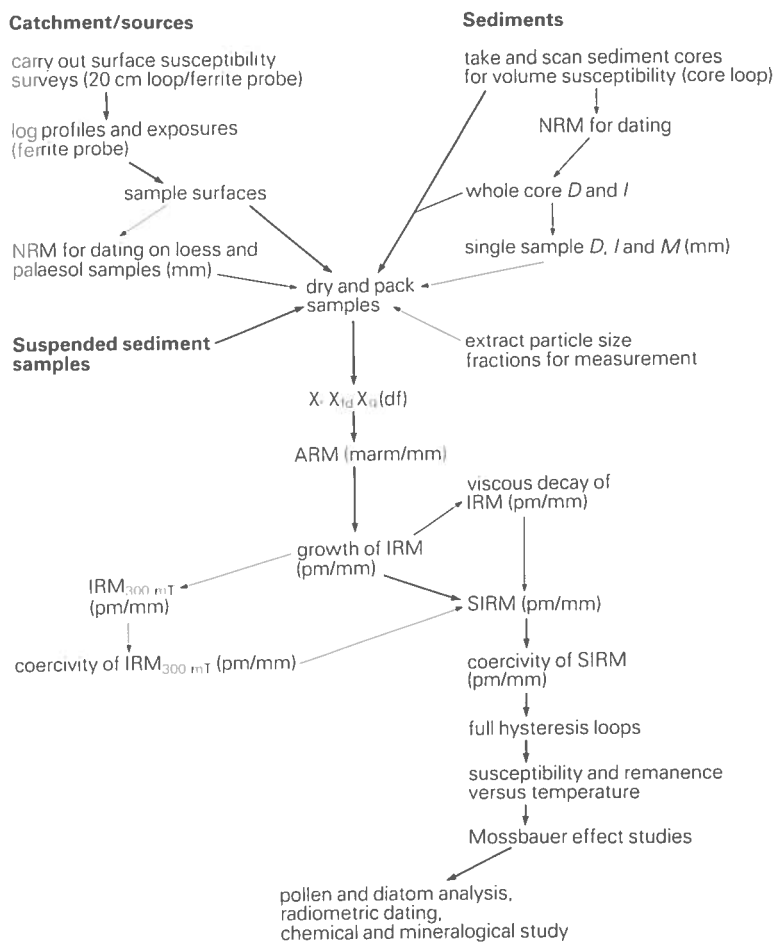 Catchment/sources
carry out surface susceptibility
surveys (20 cm loop/ferrite probe)
log profiles and exposures
(ferrite probe)
sample surfaces
NRM for dating on loess and
palaesol samples (mm)
Suspended sediment
samples
Sediments
take and scan sediment cores
for volume susceptibility (core loop)
NRM for dating
whole core D and I
single sample D, I and M (mm)
dry and pack
samples
extract particle size
fractions for measurement
X, Xfd Xq (df)
ARM (marm/mm)
viscous decay of
IRM (pm/mm)
growth of IRM
(pm/mm)
IRM300 mT
(pm/mm)
SIRM (pm/mm)
coercivity of IRM300 mT (pm/mm)
coercivity of SIRM
(pm/mm)
full hysteresis loops
susceptibility and remanence
versus temperature
Mossbauer effect studies
pollen and diatom analysis,
radiometric dating,
chemical and mineralogical study